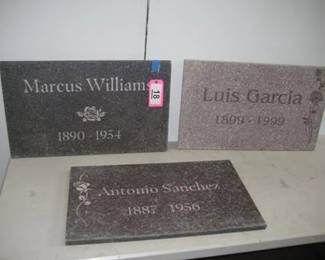 Marcus Williams
1890 - 1954
18
Luis Garcia
1899 - 1999
Antonio Sanchez
1887 - 1956